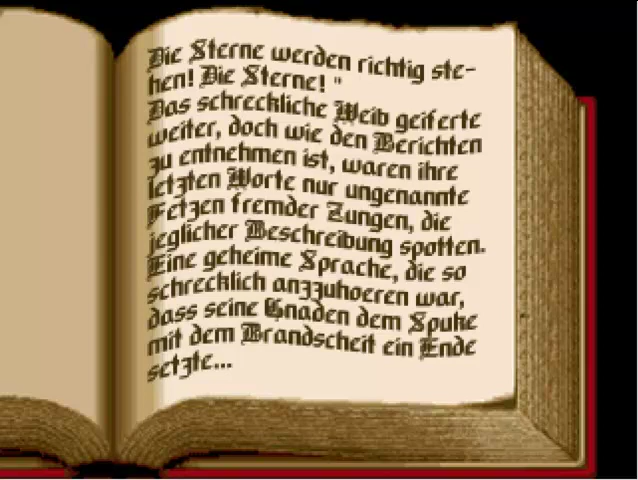 Die Sterne werden richtig ste-
hen! Die Sterne! "
Das schreckliche Weib geiferte
weiter, doch wie den Berichten
zu entnehmen ist, waren ihre
letzten Worte nur ungenannte
Fetzen fremder Zungen, die
jeglicher Beschreibung spotten.
Eine geheime Sprache, die so
schrecklich anzzuhoeren war,
dass seine Gnaden dem Spuke
mit dem Brandscheit ein Ende
setzte...